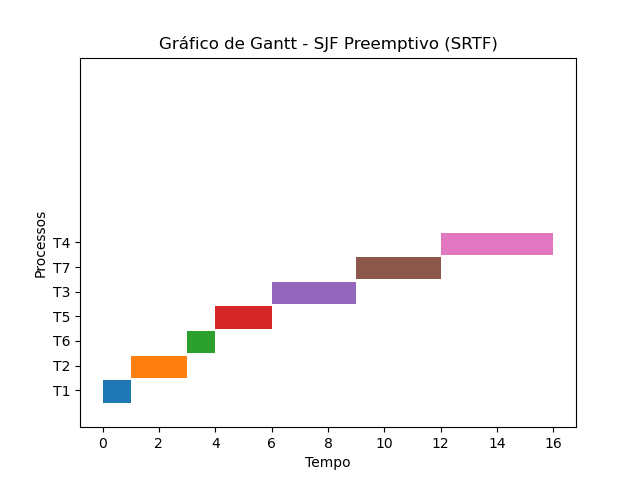 Gráfico de Gantt - SJF Preemptivo (SRTF)
Processos
T4
T7
T3
T5
T6
T2
T1
0 2 4 6 8 10 12 14 16
Tempo